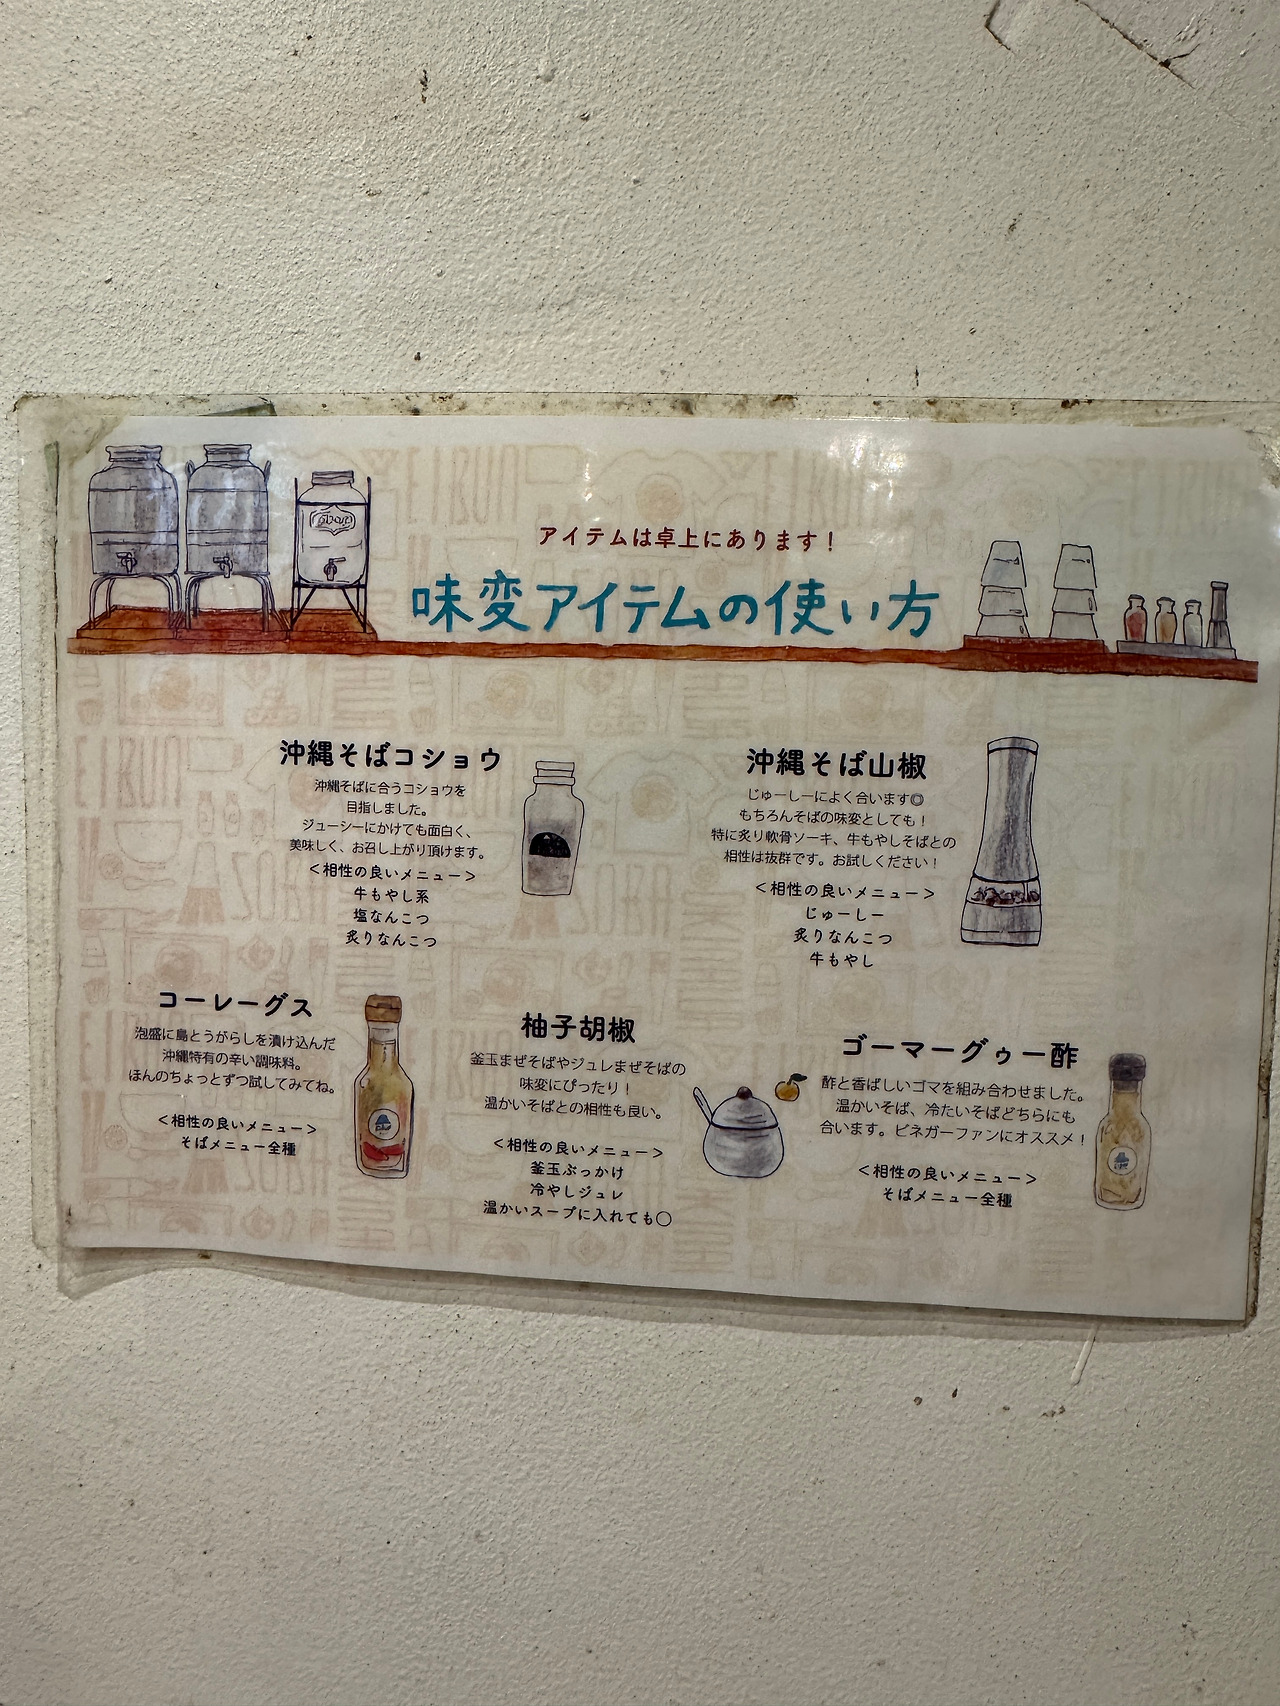 アイテムは卓上にあります！
味変アイテムの使い方
沖縄そばコショウ
沖縄そばに合うコショウを
目指しました。
ジューシーにかけても面白く、
美味しく、お召し上がり頂けます。
＜相性の良いメニュー＞
牛もやし系
塩なんこつ
炙りなんこつ
沖縄そば山椒
じゅーしーによく合います◎
もちろんそばの味変としても！
特に炙り軟骨ソーキ、牛もやしそばとの
相性は抜群です。お試しください！
＜相性の良いメニュー＞
じゅーしー
炙りなんこつ
牛もやし
コーレーグス
泡盛に島とうがらしを漬け込んだ
沖縄特有の辛い調味料。
ほんのちょっとずつ試してみてね。
＜相性の良いメニュー＞
そばメニュー全種
柚子胡椒
釜玉まぜそばやジュレまぜそばの
味変にぴったり！
温かいそばとの相性も良い。
＜相性の良いメニュー＞
釜玉ぶっかけ
冷やしジュレ
温かいスープに入れても○
ゴーマーグゥー酢
酢と香ばしいゴマを組み合わせました。
温かいそば、冷たいそばどちらにも
合います。ビネガーファンにオススメ！
＜相性の良いメニュー＞
そばメニュー全種